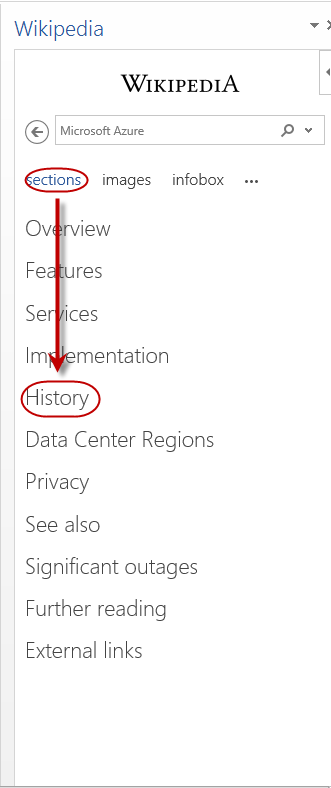 Wikipedia
WIKIPEDIA
Microsoft Azure
sections images infobox ...
Overview
Features
Services
Implementation
History
Data Center Regions
Privacy
See also
Significant outages
Further reading
External links